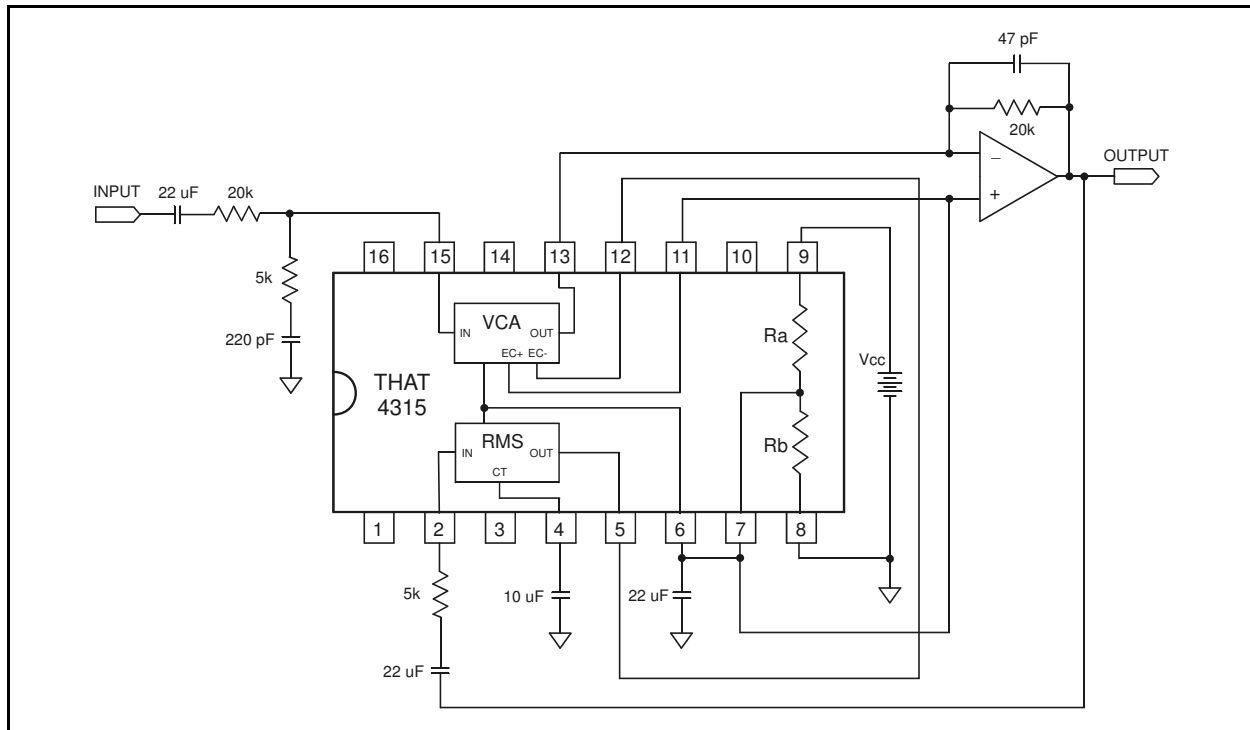 47 pF
20k
−
+
OUTPUT
INPUT
22 uF
20k
5k
220 pF
16
15
14
13
12
11
10
9
VCA
IN
OUT
EC+ EC-
THAT
4315
Ra
Vcc
Rb
RMS
IN
OUT
CT
1
2
3
4
5
6
7
8
5k
10 uF
22 uF
22 uF